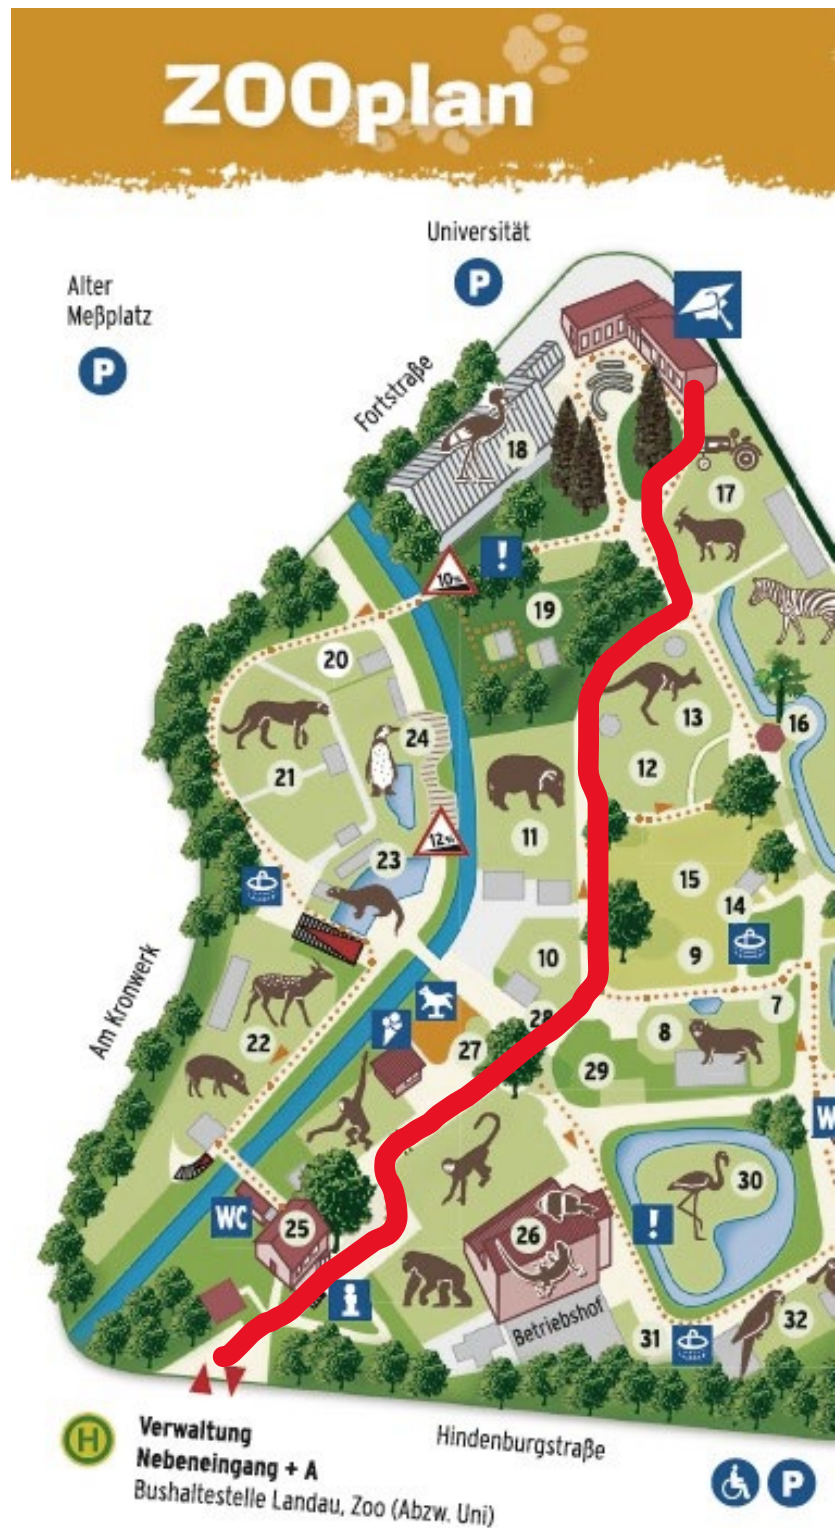 ZOOplan
Universität
P
Alter
Meßplatz
P
Fortstraße
18
17
!
10%
19
20
13
16
24
21
12
12%
11
23
15
14
10
9
Am Kronwerk
28
7
22
8
27
29
30
W
WC
25
26
!
i
Betriebshof
31
32
H
Verwaltung
Nebeneingang + A
Bushaltestelle Landau, Zoo (Abzw. Uni)
Hindenburgstraße
P